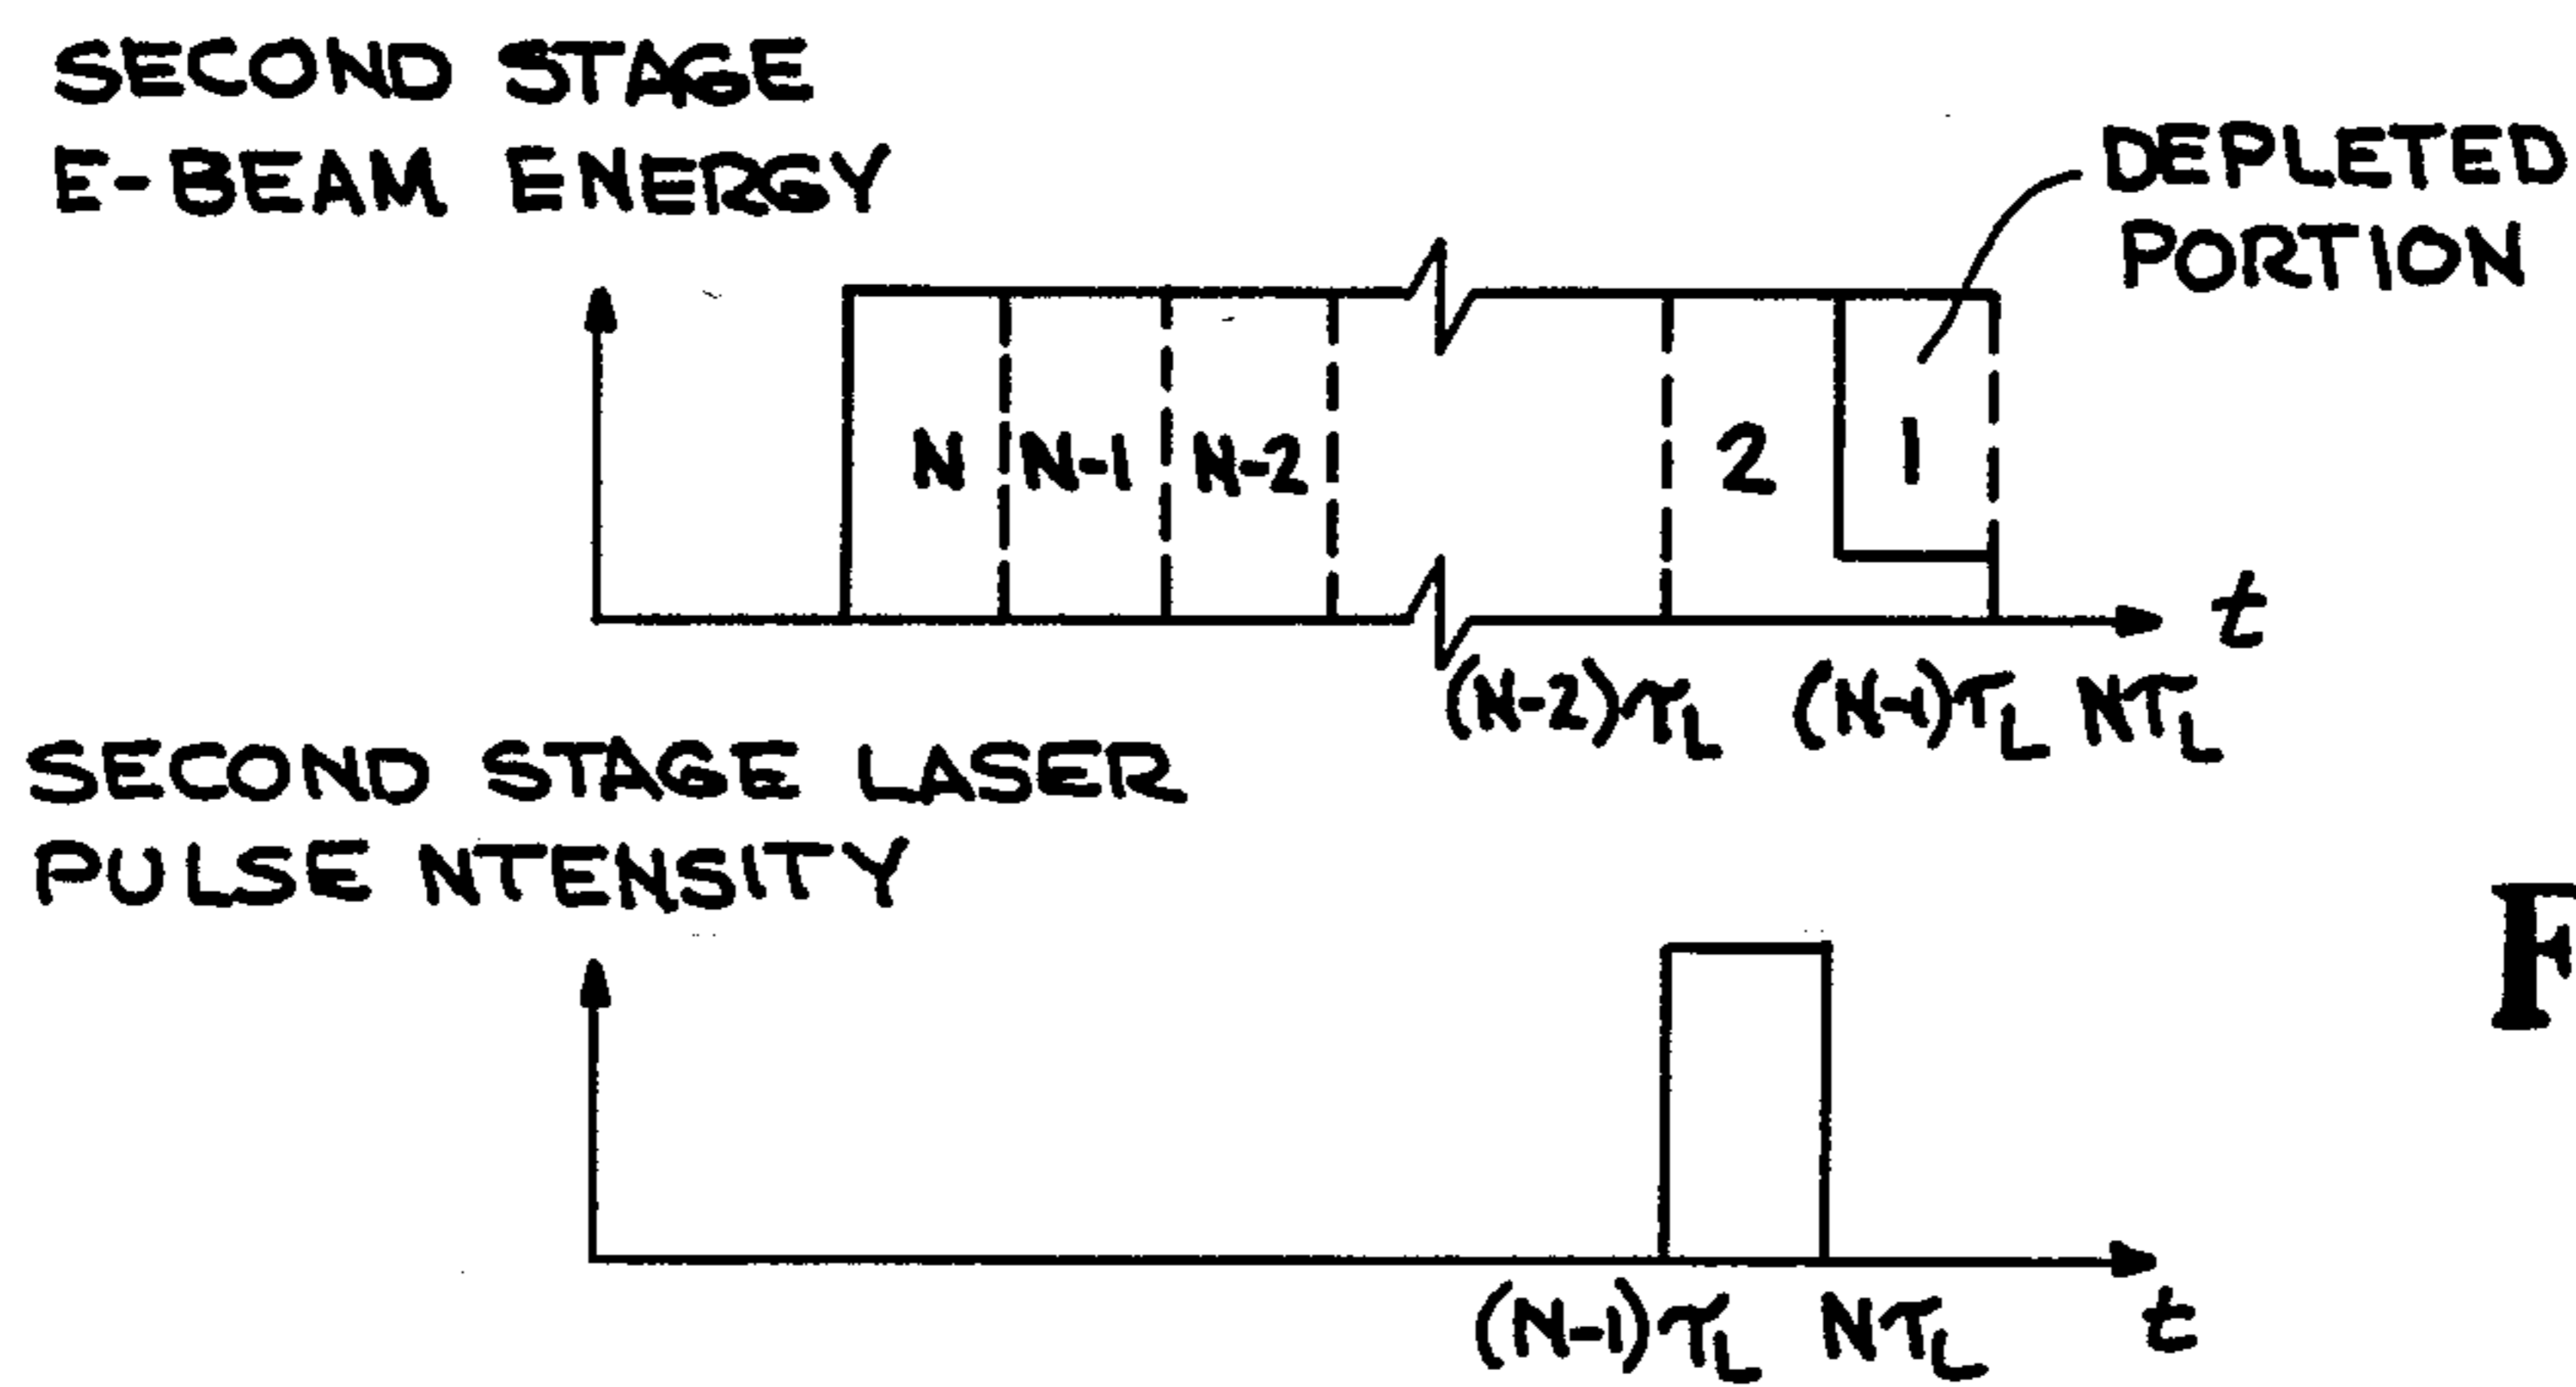 SECOND STAGE
E-BEAM ENERGY
DEPLETED
PORTION
N N-1 N-2 2 1
t
(N-2)τL (N-1)τL NτL
SECOND STAGE LASER
PULSE NTENSITY
F
(N-1)τL NτL
t